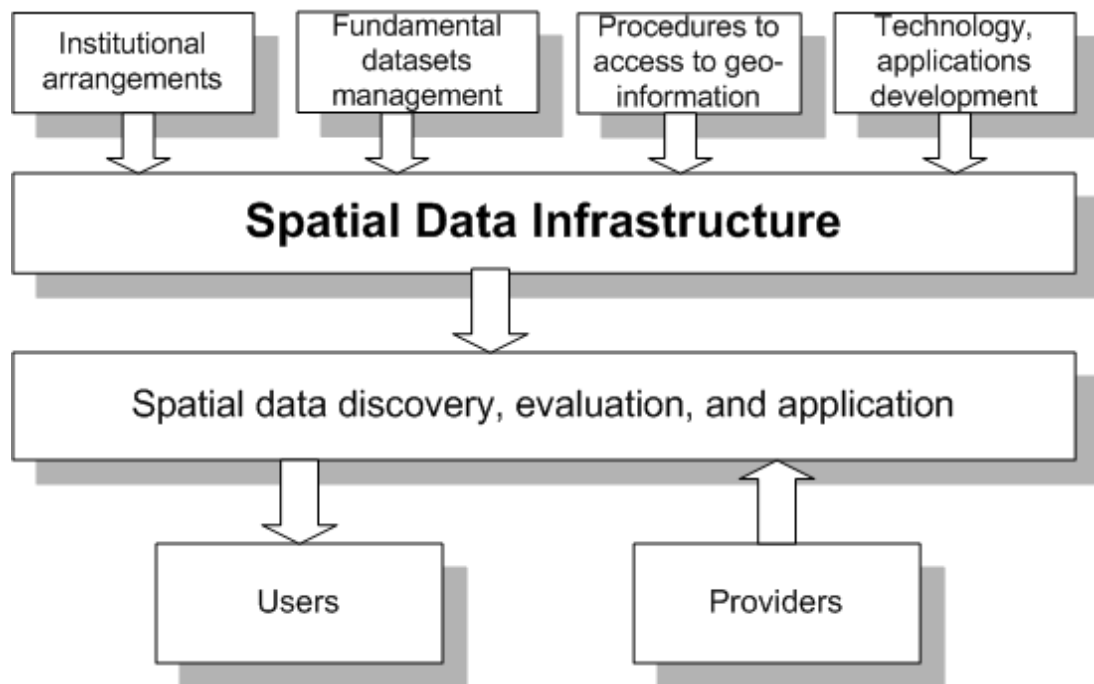 Institutional
arrangements
Fundamental
datasets
management
Procedures to
access to geo-
information
Technology,
applications
development
Spatial Data Infrastructure
Spatial data discovery, evaluation, and application
Users
Providers